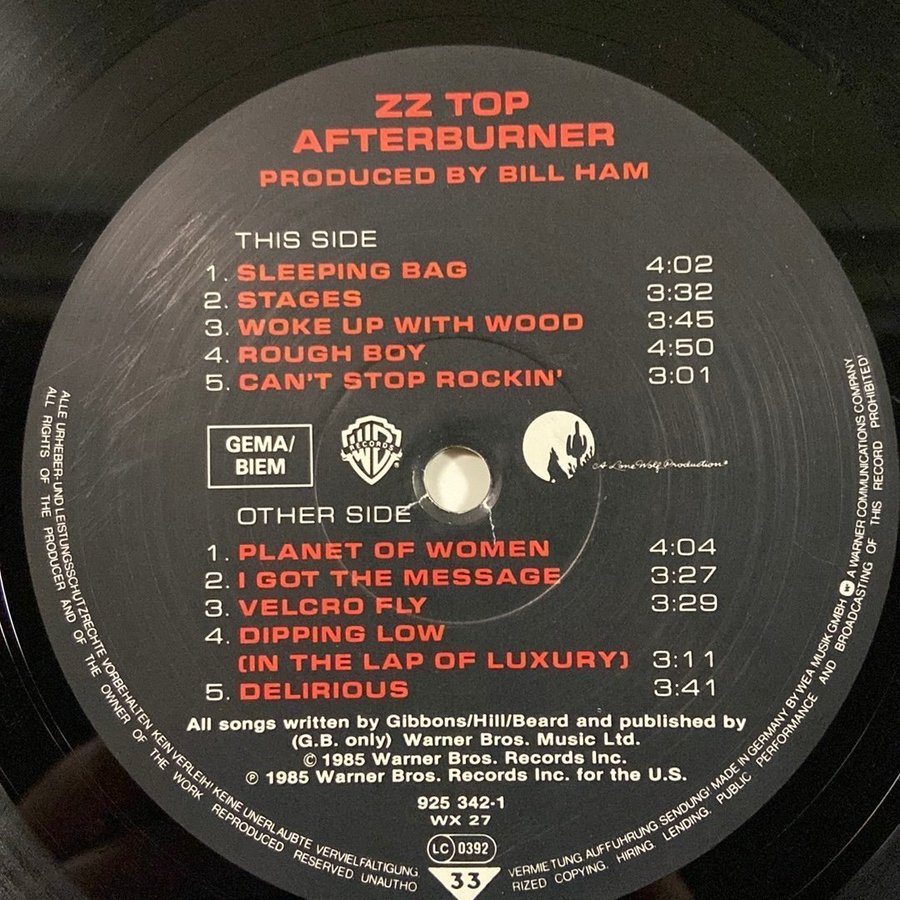 ZZ TOP
AFTERBURNER
PRODUCED BY BILL HAM
THIS SIDE
1. SLEEPING BAG 4:02
2. STAGES 3:32
3. WOKE UP WITH WOOD 3:45
4. ROUGH BOY 4:50
5. CAN'T STOP ROCKIN' 3:01
GEMA/
BIEM
WB
RECORDS
A Lone Wolf Production
OTHER SIDE
1. PLANET OF WOMEN 4:04
2. I GOT THE MESSAGE 3:27
3. VELCRO FLY 3:29
4. DIPPING LOW
(IN THE LAP OF LUXURY) 3:11
5. DELIRIOUS 3:41
All songs written by Gibbons/Hill/Beard and published by
(G.B. only) Warner Bros. Music Ltd.
© 1985 Warner Bros. Records Inc.
℗ 1985 Warner Bros. Records Inc. for the U.S.
925 342-1
WX 27
LC 0392
33
ALLE URHEBER-UND LEISTUNGSSCHUTZRECHTE VORBEHALTEN KEIN VERLEIH! KEINE UNERLAUBTE VERVIELFÄLTIGUNG
VERMIETUNG AUFFÜHRUNG SENDUNG! MADE IN GERMANY BY WEA MUSIK GMBH A WARNER COMMUNICATIONS COMPANY
ALL RIGHTS OF THE PRODUCER AND OF THE OWNER OF THE WORK REPRODUCED RESERVED UNAUTHO
RIZED COPYING. HIRING. LENDING. PUBLIC PERFORMANCE AND BROADCASTING OF THIS RECORD PROHIBITED!